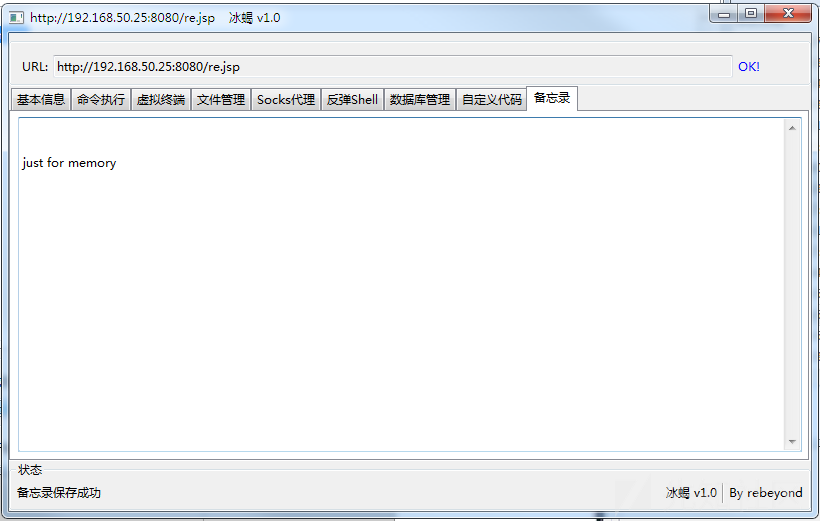 http://192.168.50.25:8080/re.jsp 冰蝎 v1.0
URL: http://192.168.50.25:8080/re.jsp OK!
基本信息 命令执行 虚拟终端 文件管理 Socks代理 反弹Shell 数据库管理 自定义代码 备忘录
just for memory
状态
备忘录保存成功 冰蝎 v1.0 By rebeyond